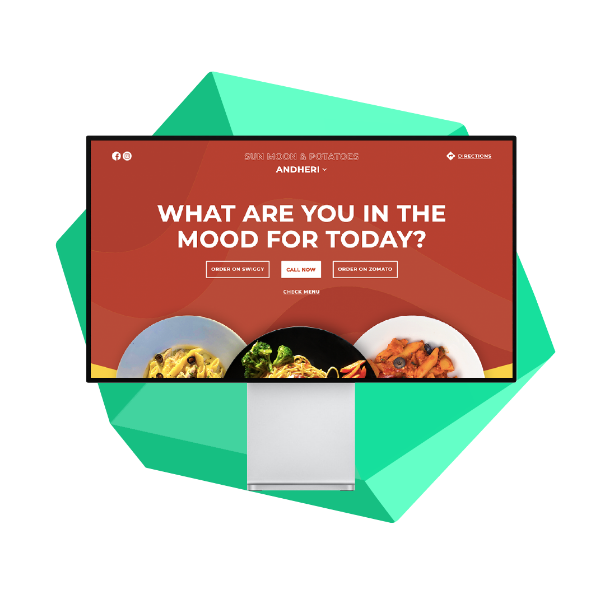 SUN MOON & POTATOES
DIRECTIONS
ANDHERI
WHAT ARE YOU IN THE
MOOD FOR TODAY?
ORDER ON SWIGGY
CALL NOW
ORDER ON ZOMATO
CHECK MENU